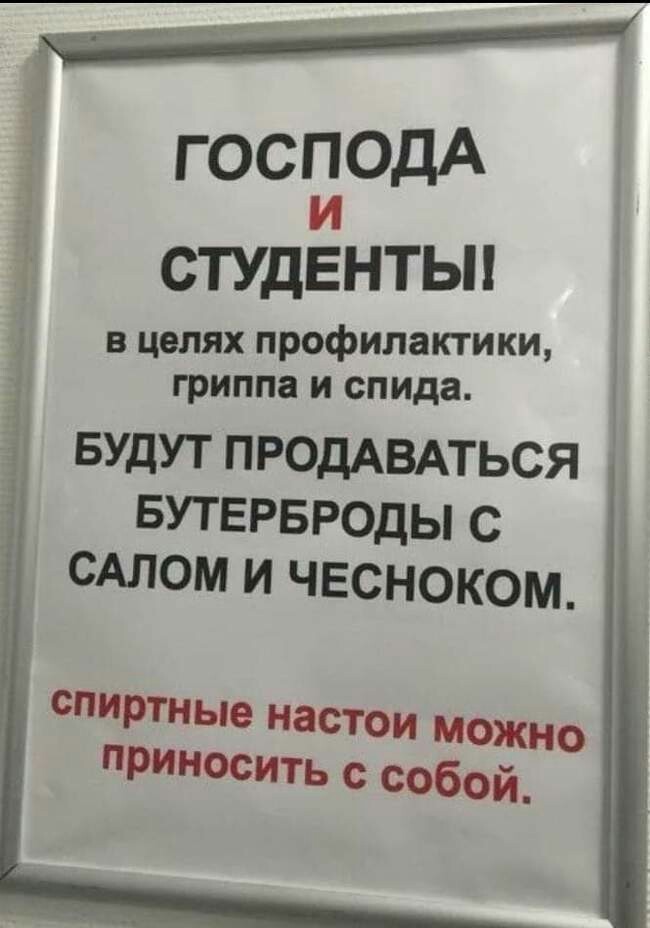 ГОСПОДА
И
СТУДЕНТЫ!
в целях профилактики,
гриппа и спида.
БУДУТ ПРОДАВАТЬСЯ
БУТЕРБРОДЫ С
САЛОМ И ЧЕСНОКОМ.
спиртные настои можно
приносить с собой.